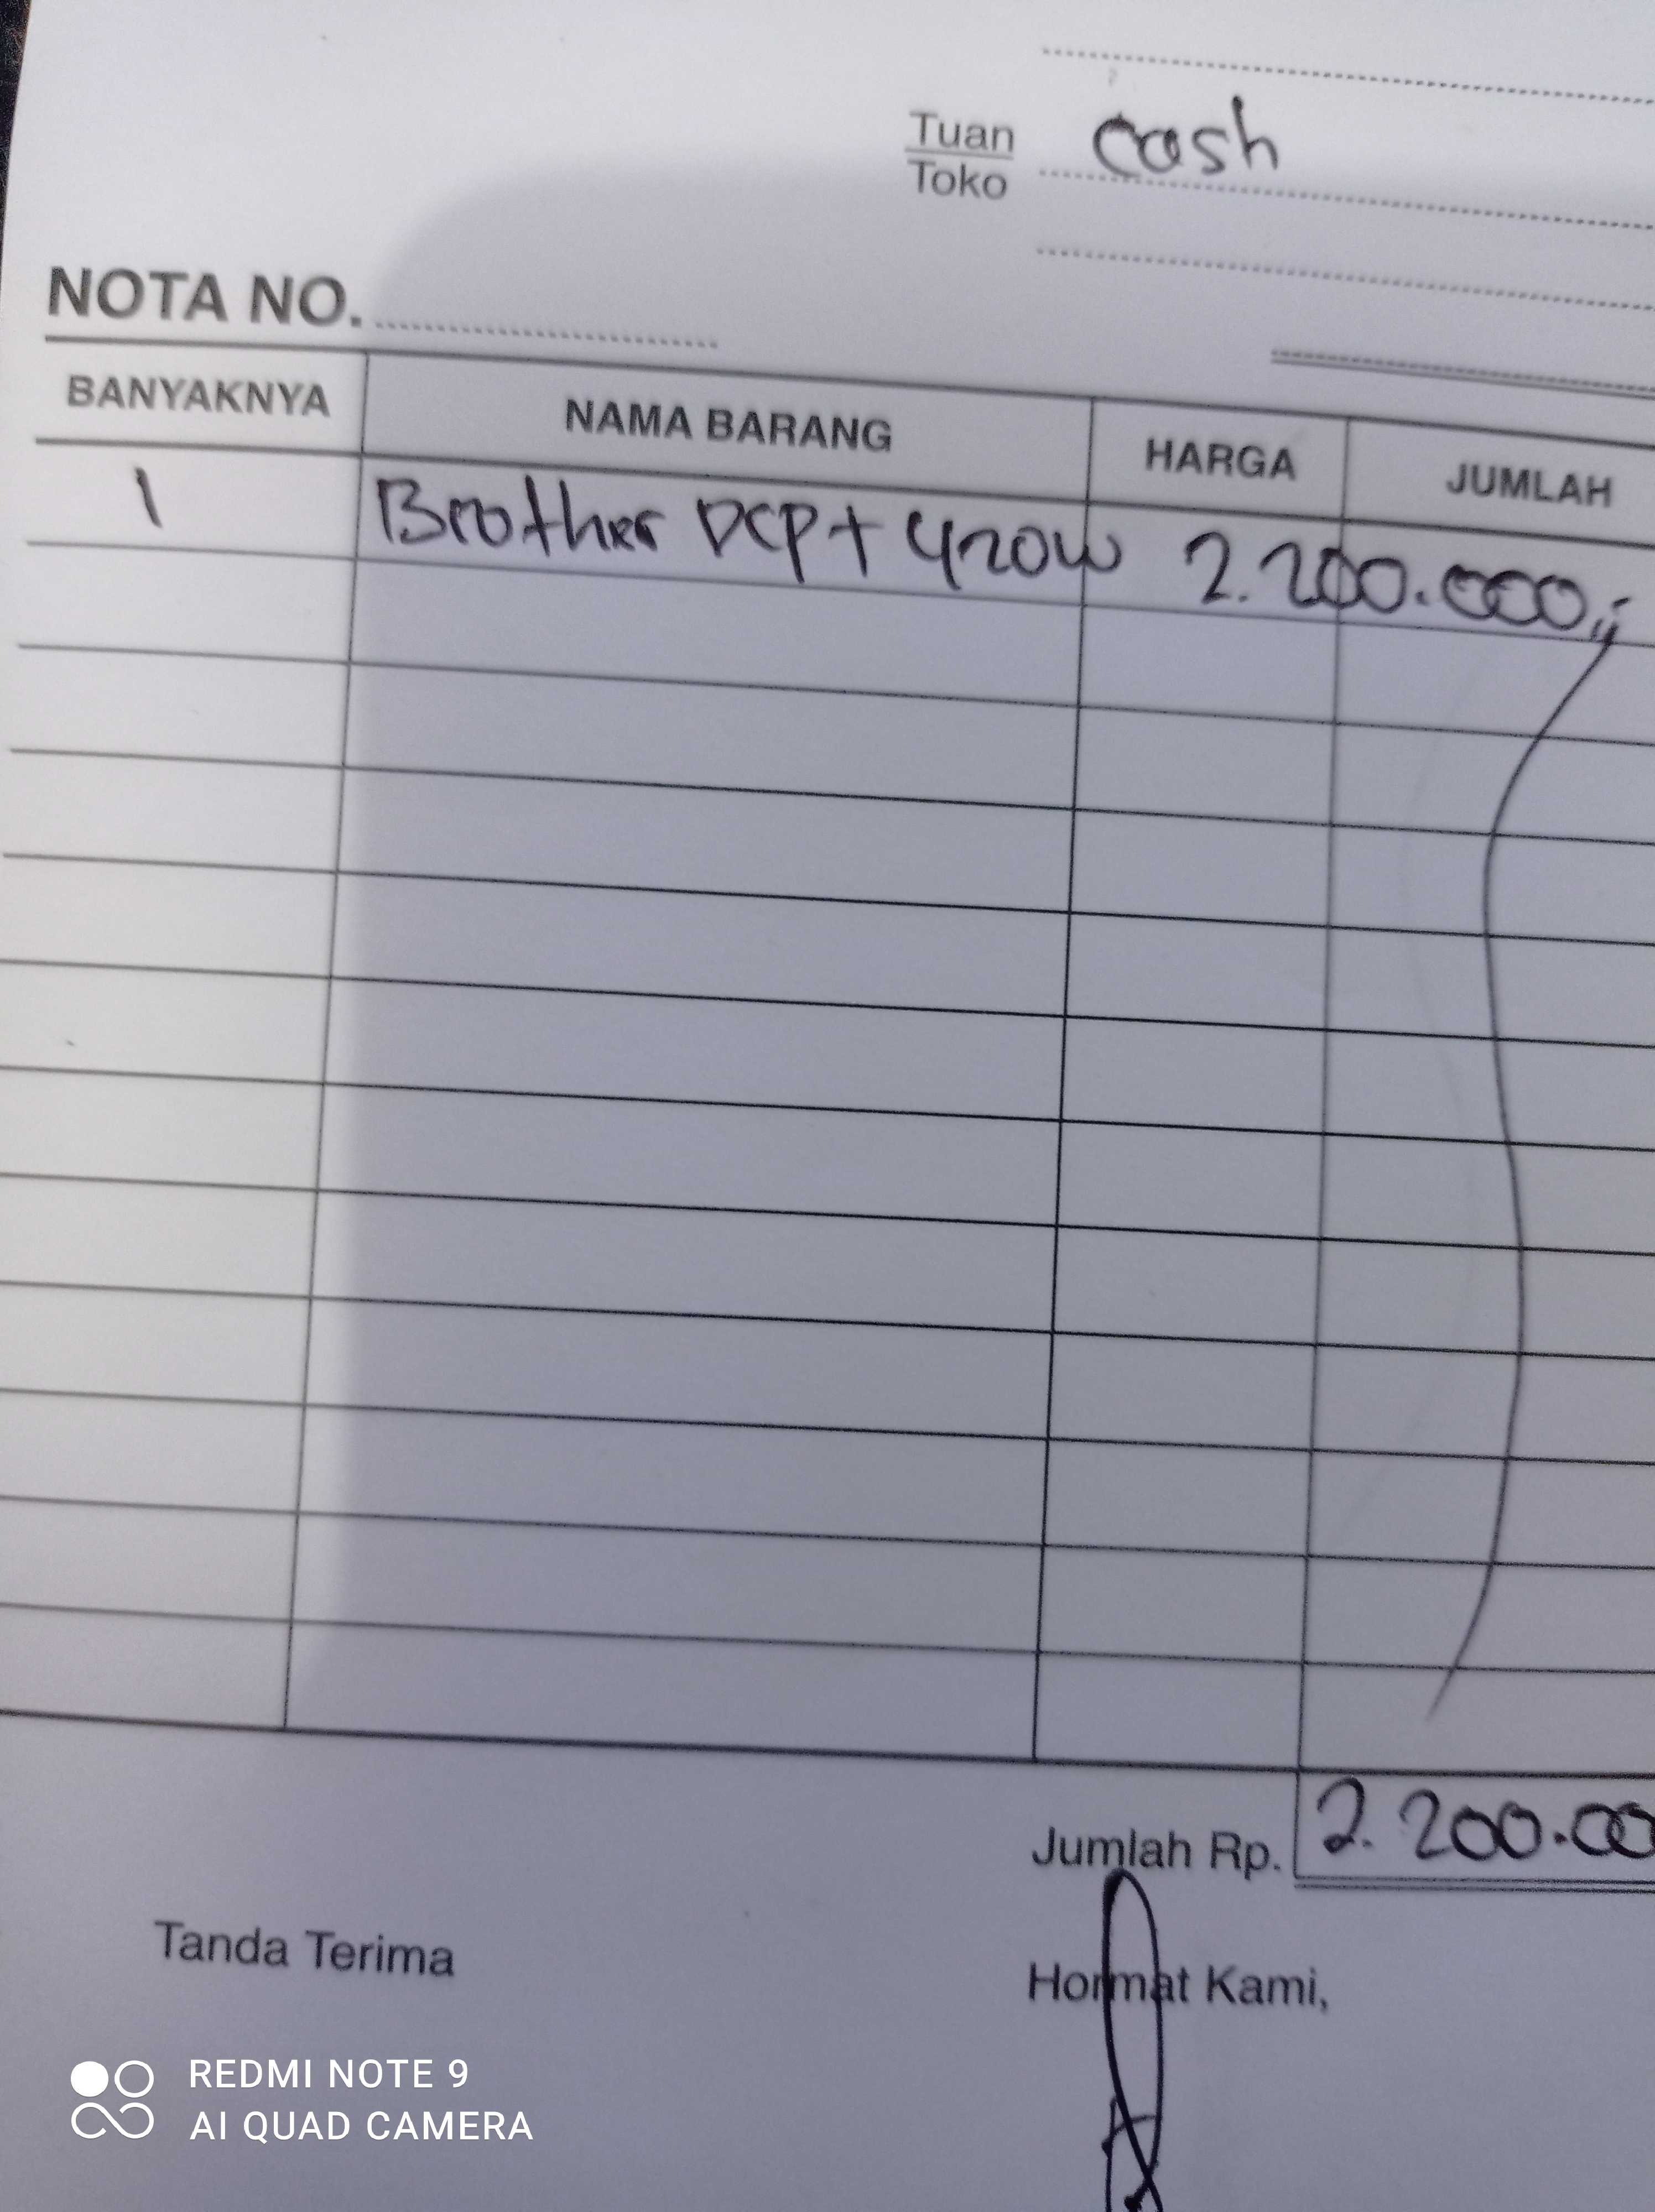 Tuan
Toko
Cash
NOTA NO.
BANYAKNYA NAMA BARANG HARGA JUMLAH
1 Brother DCP t 420W 2.200.000,-
Jumlah Rp. 2.200.00
Tanda Terima
Hormat Kami,
REDMI NOTE 9
AI QUAD CAMERA